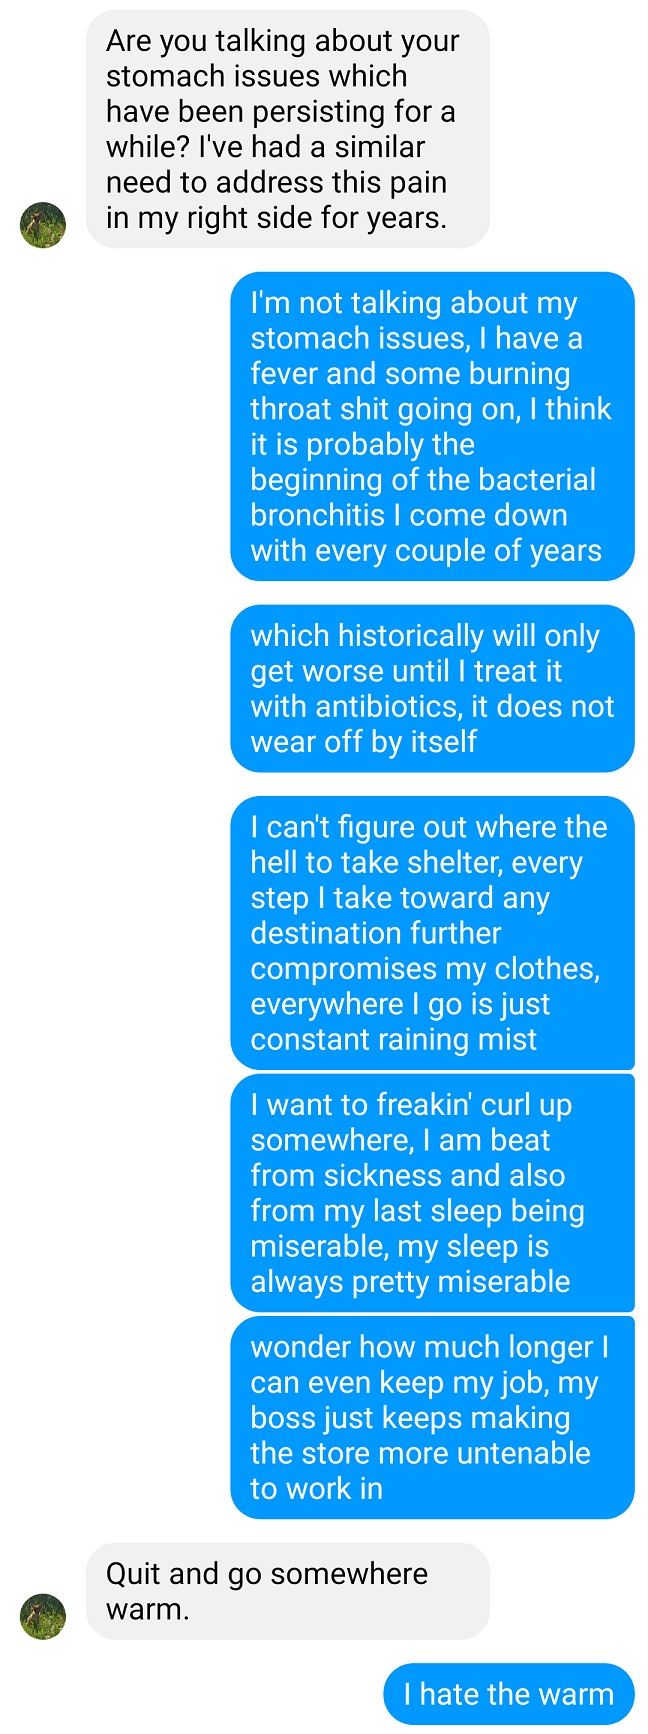 Are you talking about your
stomach issues which
have been persisting for a
while? I've had a similar
need to address this pain
in my right side for years.
I'm not talking about my
stomach issues, I have a
fever and some burning
throat shit going on, I think
it is probably the
beginning of the bacterial
bronchitis I come down
with every couple of years
which historically will only
get worse until I treat it
with antibiotics, it does not
wear off by itself
I can't figure out where the
hell to take shelter, every
step I take toward any
destination further
compromises my clothes,
everywhere I go is just
constant raining mist
I want to freakin' curl up
somewhere, I am beat
from sickness and also
from my last sleep being
miserable, my sleep is
always pretty miserable
wonder how much longer I
can even keep my job, my
boss just keeps making
the store more untenable
to work in
Quit and go somewhere
warm.
I hate the warm